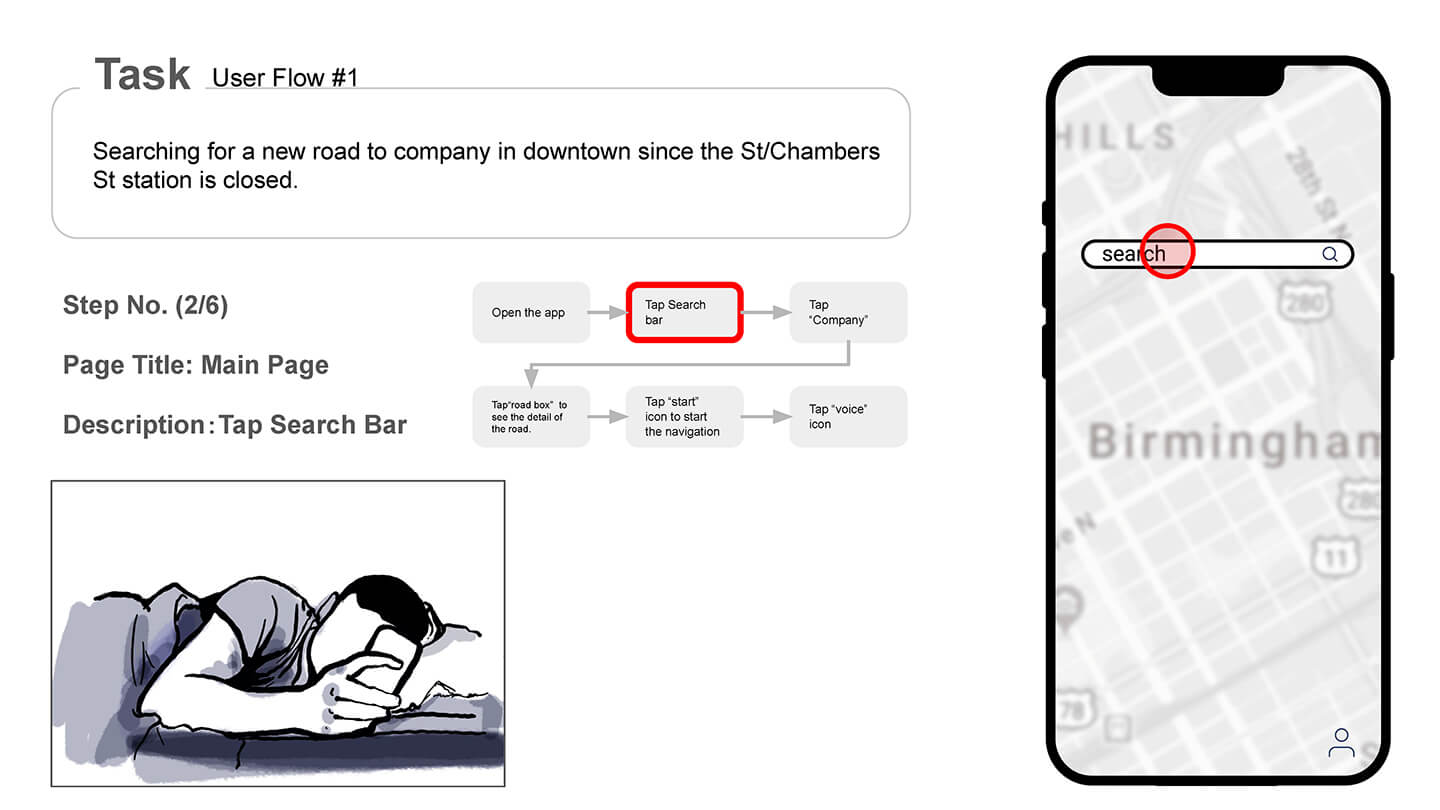 Task User Flow #1
Searching for a new road to company in downtown since the St/Chambers
St station is closed.
Step No. (2/6)
Page Title: Main Page
Description:Tap Search Bar
Open the app
Tap Search
bar
Tap
“Company”
Tap“road box” to
see the detail of
the road.
Tap “start”
icon to start
the navigation
Tap “voice”
icon
HILLS
28th St N
search
280
Birmingham
280
e N
11
78
S